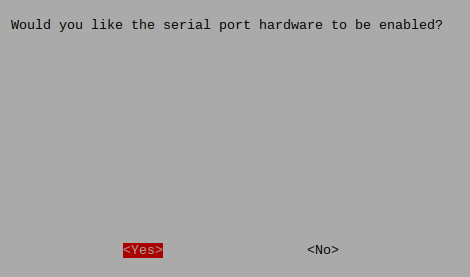 Would you like the serial port hardware to be enabled?
<Yes> <No>